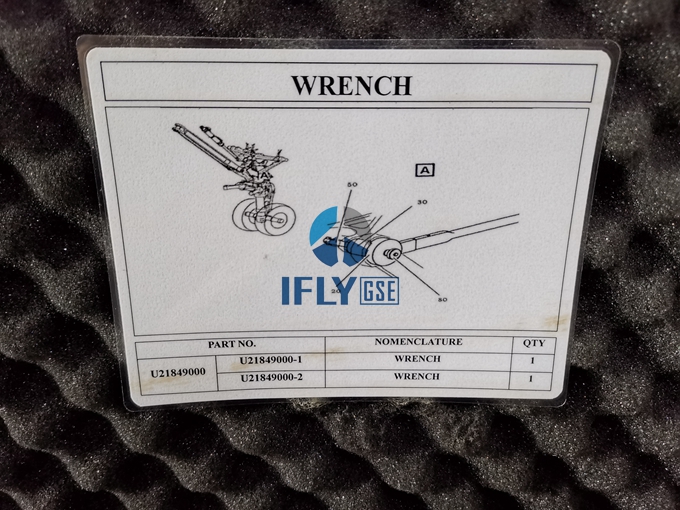 WRENCH
A
A
50
30
IFLY GSE
20
50
PART NO. NOMENCLATURE QTY
U21849000 U21849000-1 WRENCH 1
U21849000-2 WRENCH 1